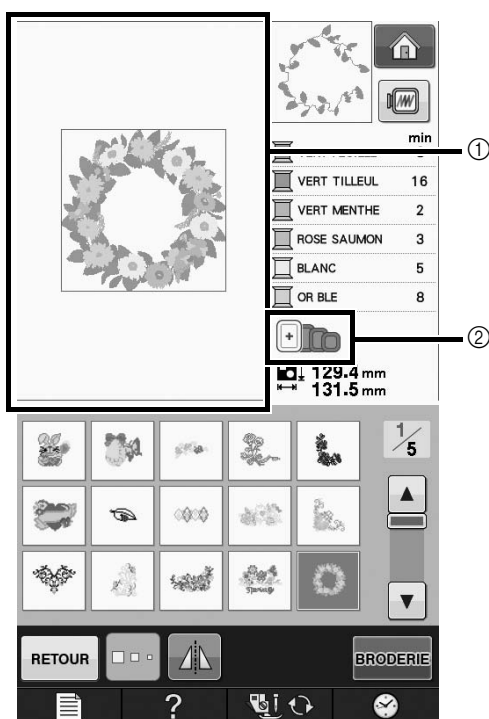 min
①
VERT TILLEUL 16
VERT MENTHE 2
ROSE SAUMON 3
BLANC 5
OR BLE 8
②
129.4 mm
131.5 mm
1/5
RETOUR
BRODERIE
?